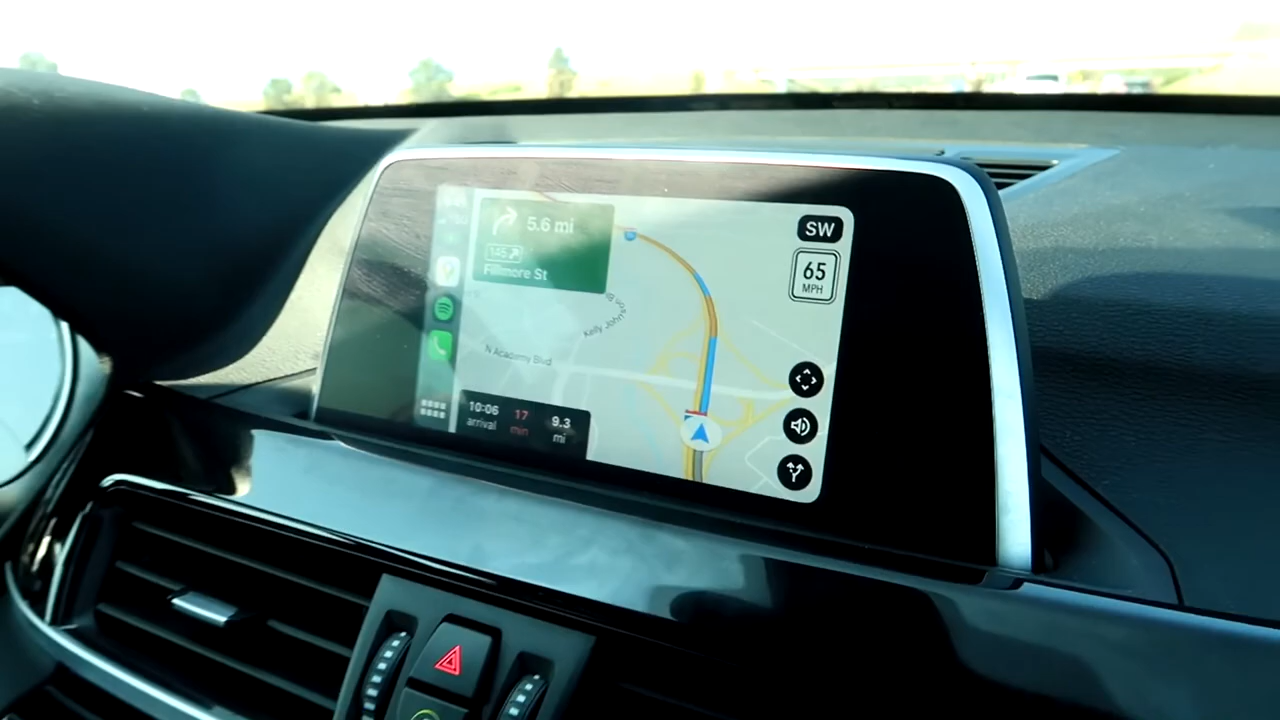 5.6 mi
SW
145
Fillmore St
65
MPH
N Academy Blvd
10:06
17
9.3
arrival
min
mi